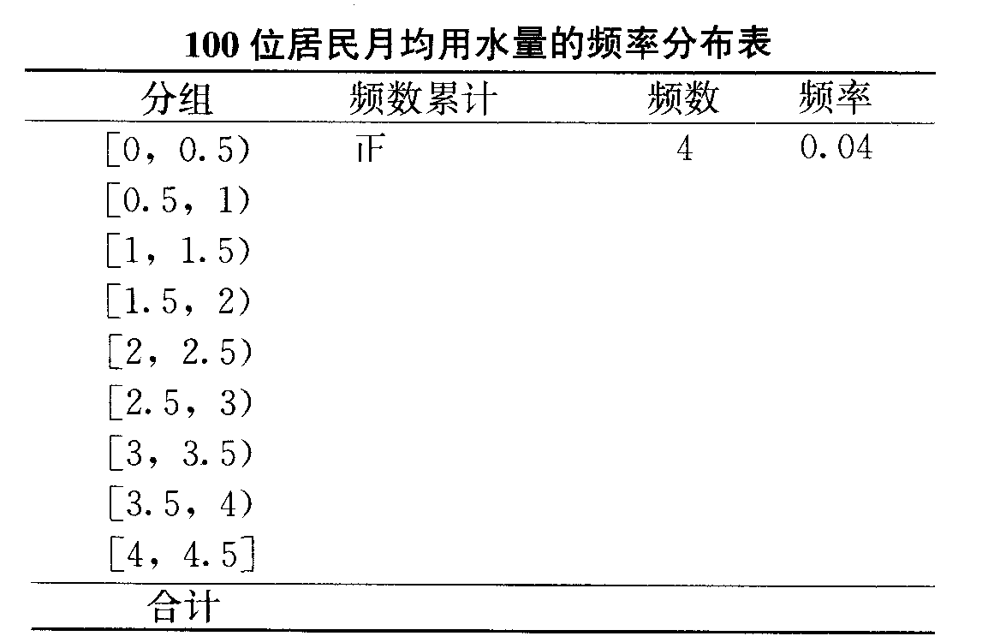 100 位居民月均用水量的频率分布表
分组 频数累计 频数 频率
[0, 0.5) 𤴓 4 0.04
[0.5, 1)
[1, 1.5)
[1.5, 2)
[2, 2.5)
[2.5, 3)
[3, 3.5)
[3.5, 4)
[4, 4.5]
合计